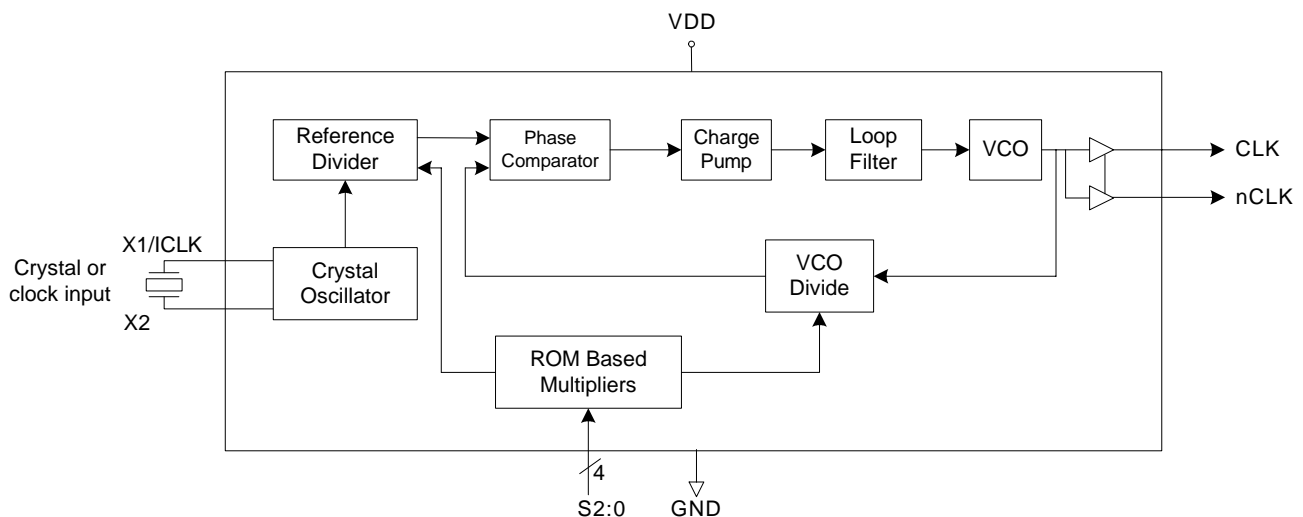 VDD
Reference
Divider
Phase
Comparator
Charge
Pump
Loop
Filter
VCO
CLK
nCLK
X1/ICLK
Crystal or
clock input
X2
Crystal
Oscillator
VCO
Divide
ROM Based
Multipliers
4
S2:0
GND